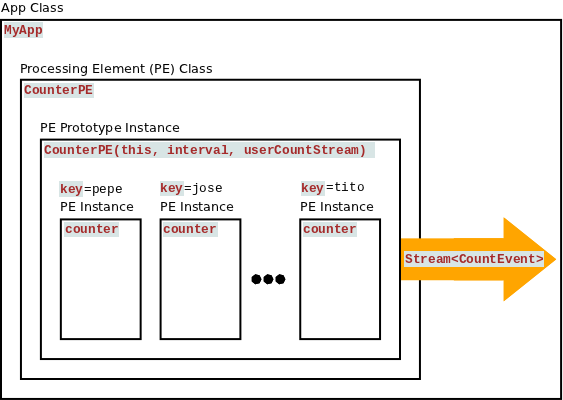 App Class
MyApp
Processing Element (PE) Class
CounterPE
PE Prototype Instance
CounterPE(this, interval, userCountStream)
key=pepe
PE Instance
counter
key=jose
PE Instance
counter
key=tito
PE Instance
counter
Stream<CountEvent>